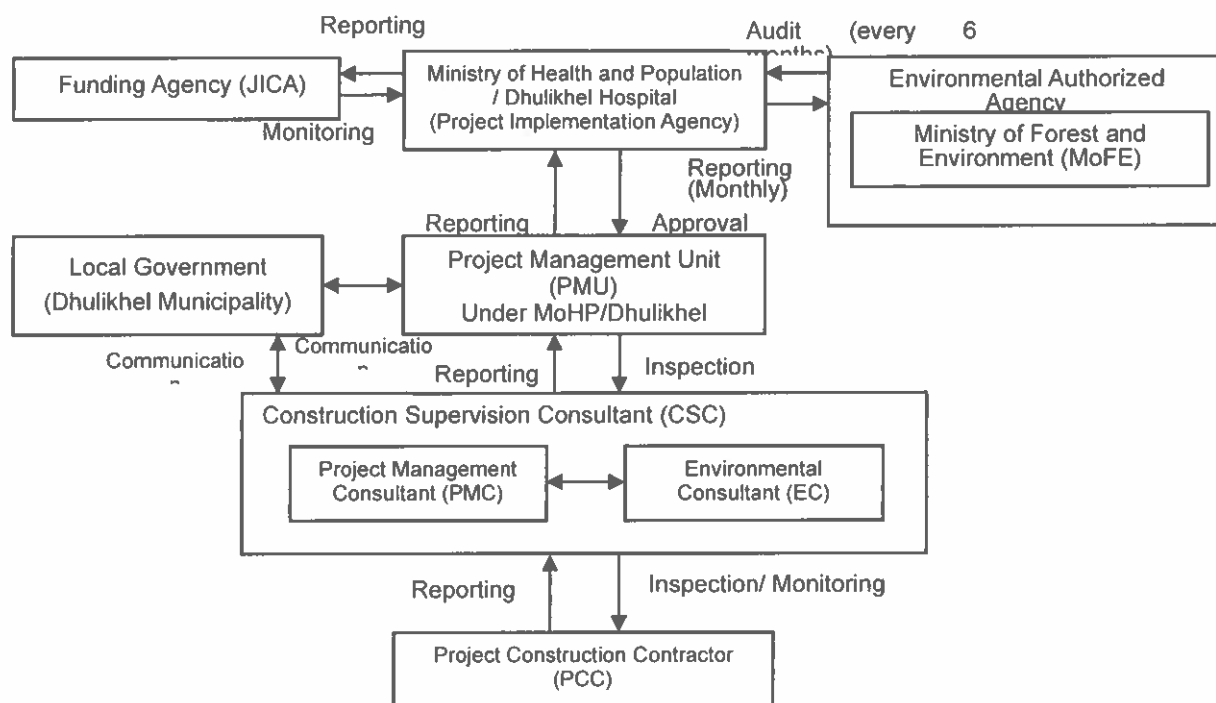 Reporting
Audit (every 6
months)
Funding Agency (JICA)
Ministry of Health and Population
/ Dhulikhel Hospital
(Project Implementation Agency)
Environmental Authorized
Agency
Ministry of Forest and
Environment (MoFE)
Monitoring
Reporting
(Monthly)
Reporting
Approval
Local Government
(Dhulikhel Municipality)
Project Management Unit
(PMU)
Under MoHP/Dhulikhel
Communicatio
n
Communicatio
n
Reporting
Inspection
Construction Supervision Consultant (CSC)
Project Management
Consultant (PMC)
Environmental
Consultant (EC)
Reporting
Inspection/ Monitoring
Project Construction Contractor
(PCC)